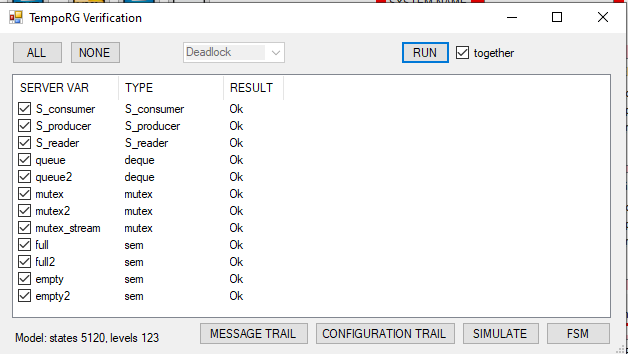 SYSTEM NAME
TempoRG Verification
ALL NONE Deadlock RUN together
SERVER VAR TYPE RESULT
S_consumer S_consumer Ok
S_producer S_producer Ok
S_reader S_reader Ok
queue deque Ok
queue2 deque Ok
mutex mutex Ok
mutex2 mutex Ok
mutex_stream mutex Ok
full sem Ok
full2 sem Ok
empty sem Ok
empty2 sem Ok
Model: states 5120, levels 123 MESSAGE TRAIL CONFIGURATION TRAIL SIMULATE FSM